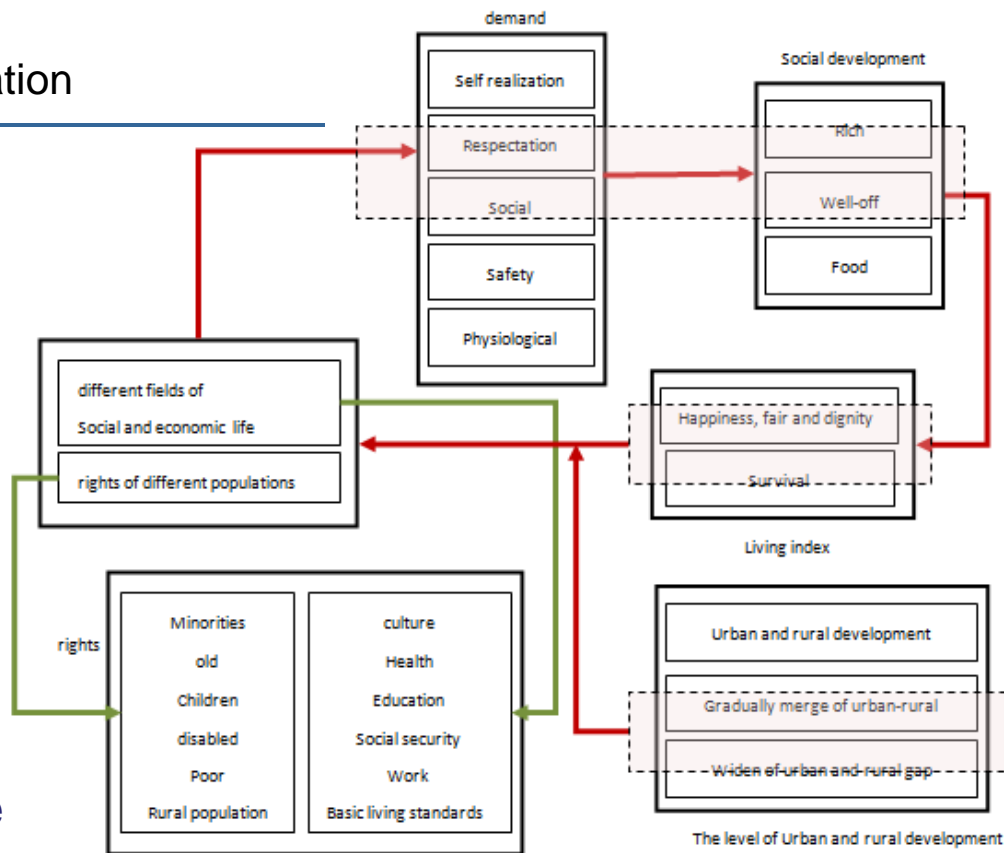 ation
demand
Self realization
Respectation
Social
Safety
Physiological
Social development
Rich
Well-off
Food
different fields of
Social and economic life
rights of different populations
Happiness, fair and dignity
Survival
Living index
rights
Minorities
old
Children
disabled
Poor
Rural population
culture
Health
Education
Social security
Work
Basic living standards
Urban and rural development
Gradually merge of urban-rural
Widen of urban and rural gap
The level of Urban and rural development
e